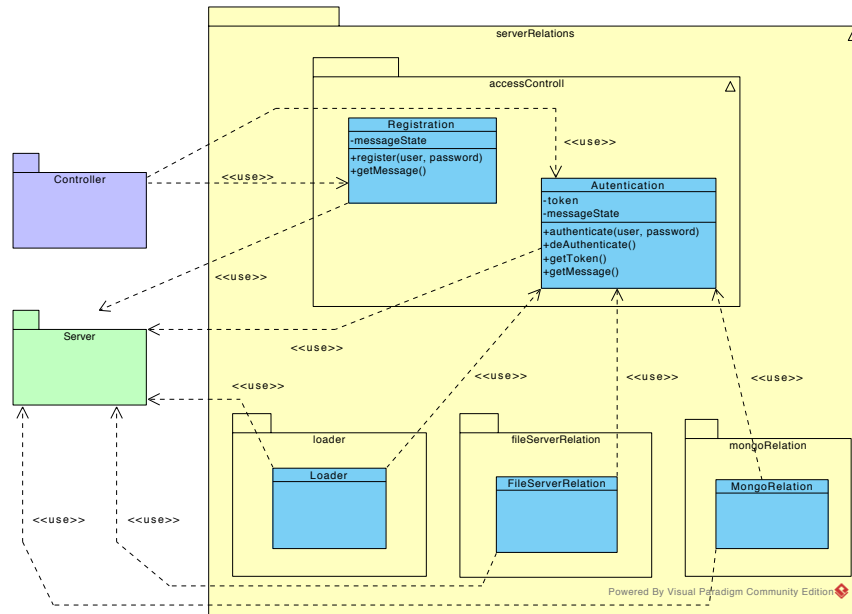 serverRelations
accessControll
Registration
-messageState
+register(user, password)
+getMessage()
<<use>>
Controller
<<use>>
Autentication
-token
-messageState
+authenticate(user, password)
+deAuthenticate()
+getToken()
+getMessage()
<<use>>
Server
<<use>>
<<use>>
<<use>>
<<use>>
<<use>>
loader
fileServerRelation
mongoRelation
Loader
FileServerRelation
MongoRelation
<<use>>
<<use>>
Powered By Visual Paradigm Community Edition